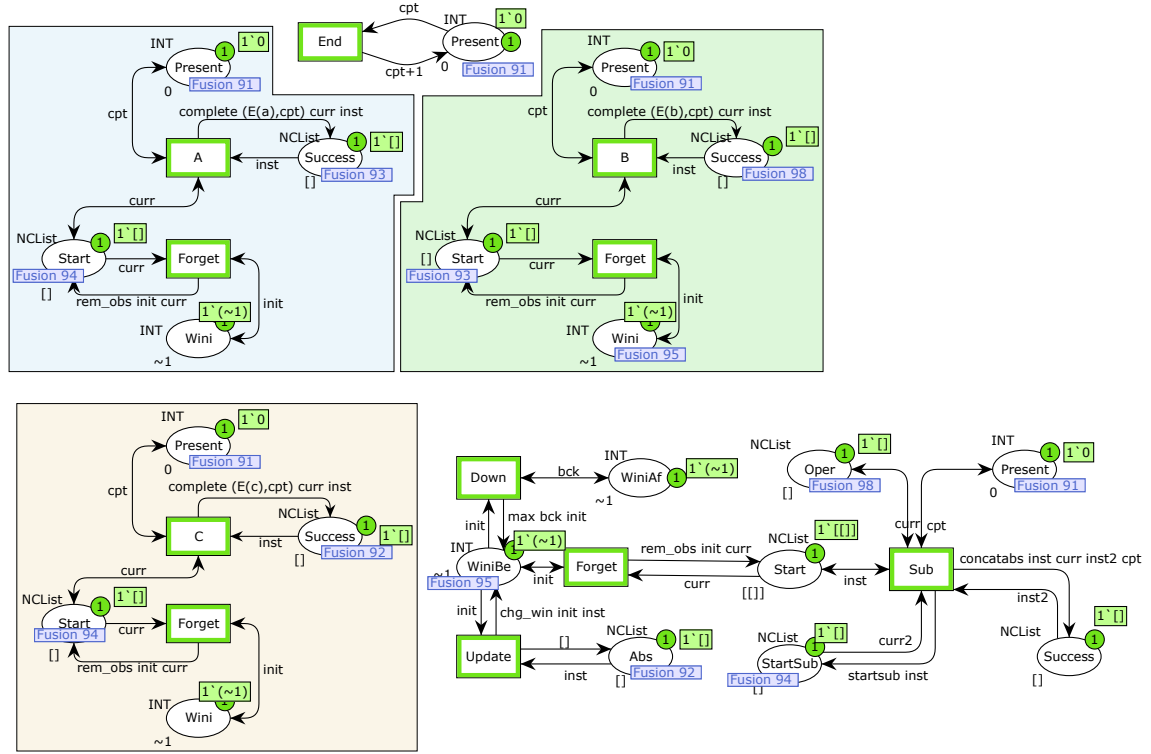 cpt
End
cpt+1
INT
1`0
Present
1
0
Fusion 91
INT
1`0
1
Present
Fusion 91
0
cpt
complete (E(a),cpt) curr inst
A
NCList
1
1`[]
Success
inst
Fusion 93
[]
curr
NCList
1
1`[]
Start
Fusion 94
[]
curr
Forget
rem_obs init curr
init
1`(~1)
INT
1
Wini
~1
INT
1`0
1
Present
Fusion 91
0
cpt
complete (E(b),cpt) curr inst
B
NCList
1
1`[]
Success
inst
Fusion 98
[]
curr
NCList
1
1`[]
[]
Start
Fusion 93
curr
Forget
rem_obs init curr
init
1`(~1)
INT
1
Wini
Fusion 95
~1
INT
1`0
1
Present
Fusion 91
0
cpt
complete (E(c),cpt) curr inst
C
NCList
1
1`[]
Success
inst
Fusion 92
[]
curr
NCList
1
1`[]
Start
Fusion 94
[]
curr
Forget
rem_obs init curr
init
1`(~1)
INT
1
Wini
~1
Down
bck
INT
WiniAf
1
1`(~1)
~1
init
max bck init
1`(~1)
INT
1
WiniBe
~1
Fusion 95
init
Forget
rem_obs init curr
curr
NCList
1`[[]]
1
Start
[[]]
inst
init
chg_win init inst
Update
[]
inst
NCList
1
1`[]
Abs
Fusion 92
[]
NCList
1
1`[]
Oper
Fusion 98
[]
INT
1
1`0
Present
Fusion 91
0
curr
cpt
Sub
concatabs inst curr inst2 cpt
inst2
NCList
1`[]
1
StartSub
Fusion 94
[]
curr2
startsub inst
NCList
1`[]
1
Success
[]